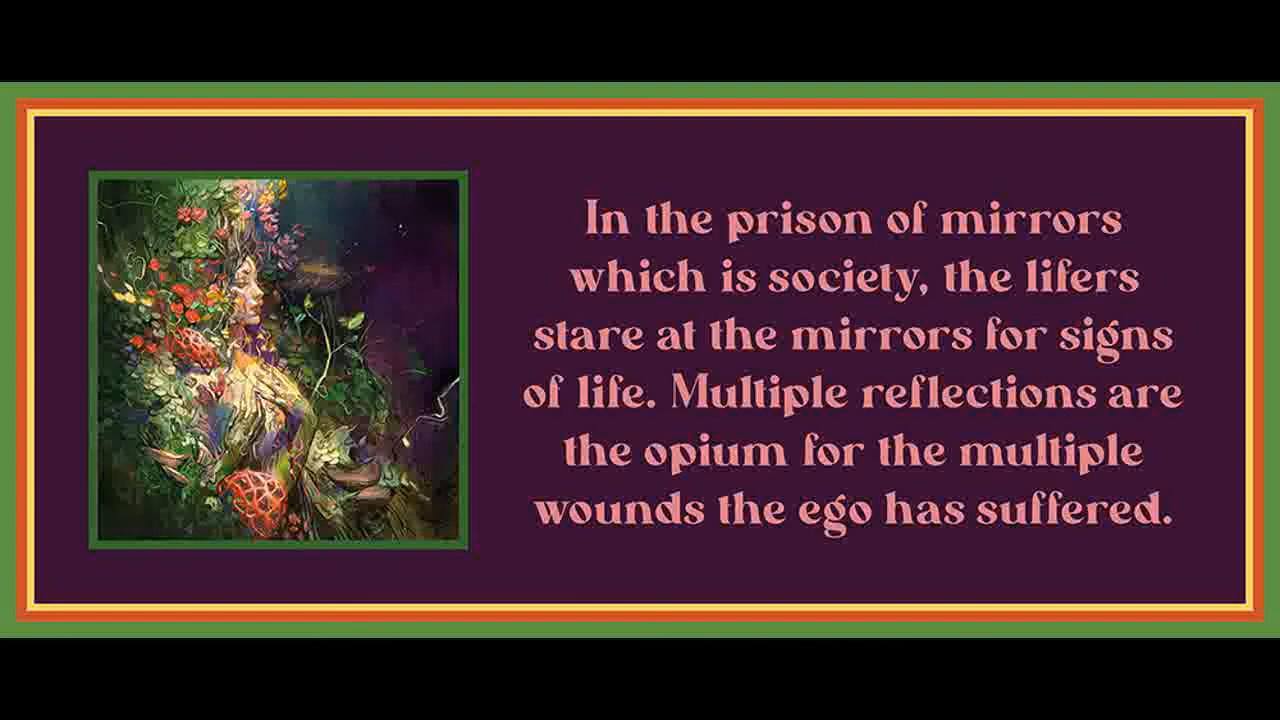 In the prison of mirrors
which is society, the lifers
stare at the mirrors for signs
of life. Multiple reflections are
the opium for the multiple
wounds the ego has suffered.